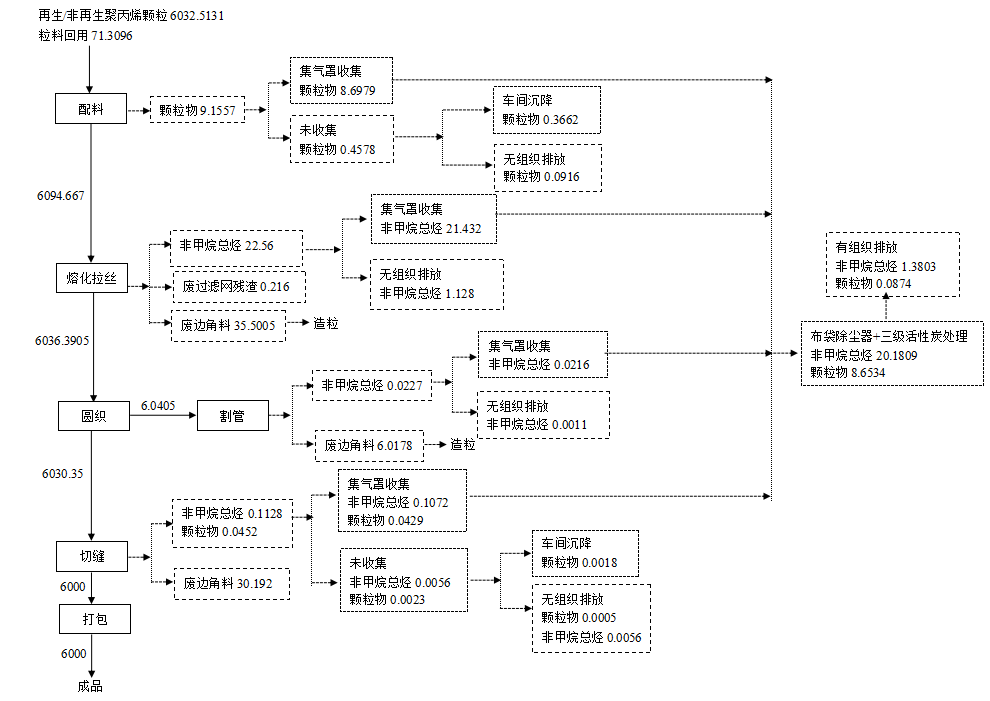 再生/非再生聚丙烯颗粒 6032.5131
粒料回用 71.3096
配料
颗粒物 9.1557
集气罩收集
颗粒物 8.6979
未收集
颗粒物 0.4578
车间沉降
颗粒物 0.3662
无组织排放
颗粒物 0.0916
6094.667
熔化拉丝
非甲烷总烃 22.56
废过滤网残渣 0.216
废边角料 35.5005
造粒
集气罩收集
非甲烷总烃 21.432
无组织排放
非甲烷总烃 1.128
有组织排放
非甲烷总烃 1.3803
颗粒物 0.0874
布袋除尘器+三级活性炭处理
非甲烷总烃 20.1809
颗粒物 8.6534
6036.3905
圆织
6.0405
割管
非甲烷总烃 0.0227
废边角料 6.0178
造粒
集气罩收集
非甲烷总烃 0.0216
无组织排放
非甲烷总烃 0.0011
6030.35
切缝
非甲烷总烃 0.1128
颗粒物 0.0452
废边角料 30.192
集气罩收集
非甲烷总烃 0.1072
颗粒物 0.0429
未收集
非甲烷总烃 0.0056
颗粒物 0.0023
车间沉降
颗粒物 0.0018
无组织排放
颗粒物 0.0005
非甲烷总烃 0.0056
6000
打包
6000
成品